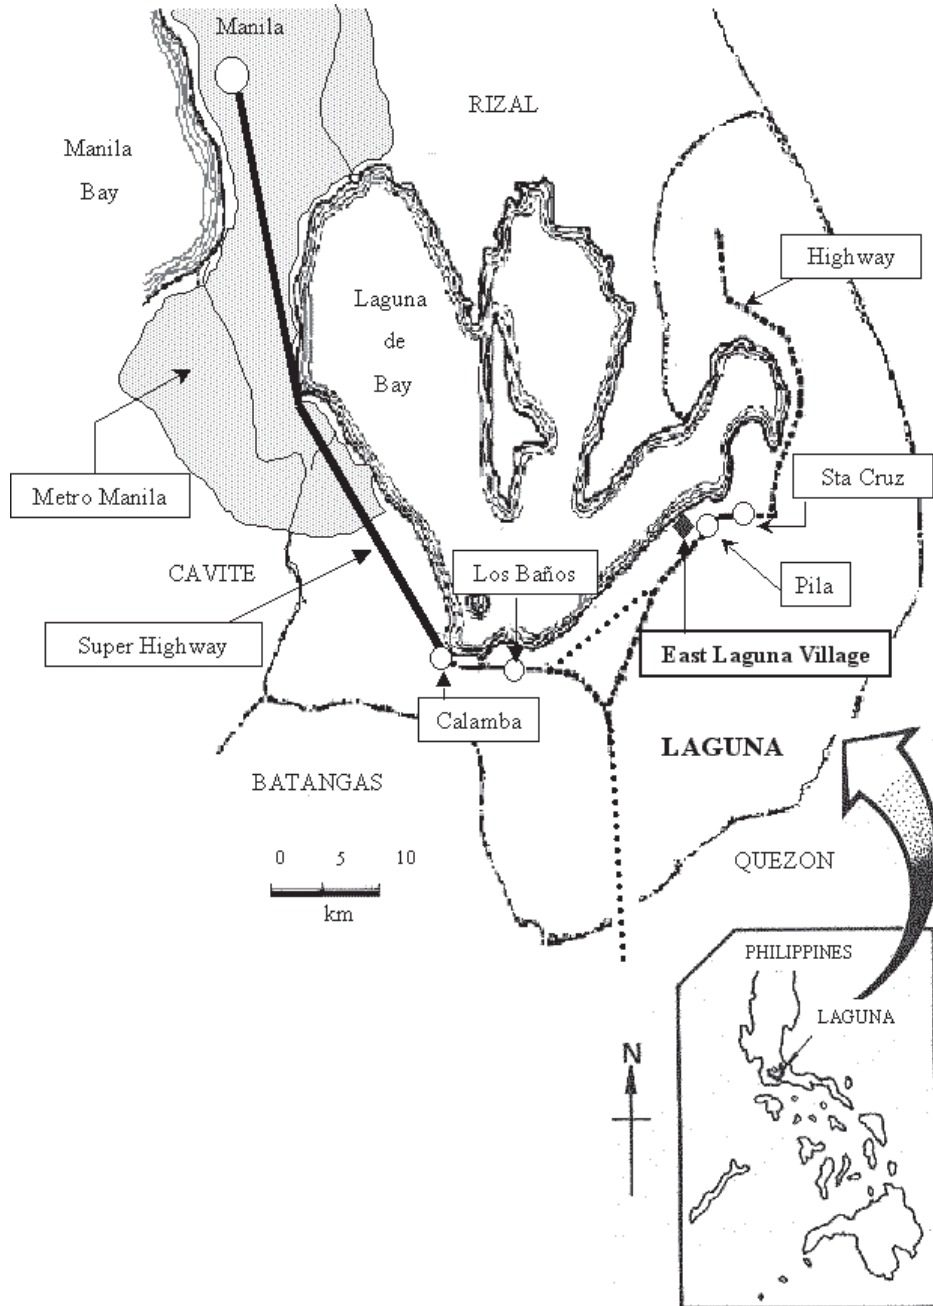 Manila
RIZAL
Manila
Bay
Highway
Laguna
de
Bay
Sta Cruz
Metro Manila
CAVITE
Los Baños
Pila
Super Highway
East Laguna Village
Calamba
LAGUNA
BATANGAS
0 5 10
km
QUEZON
PHILIPPINES
LAGUNA
N